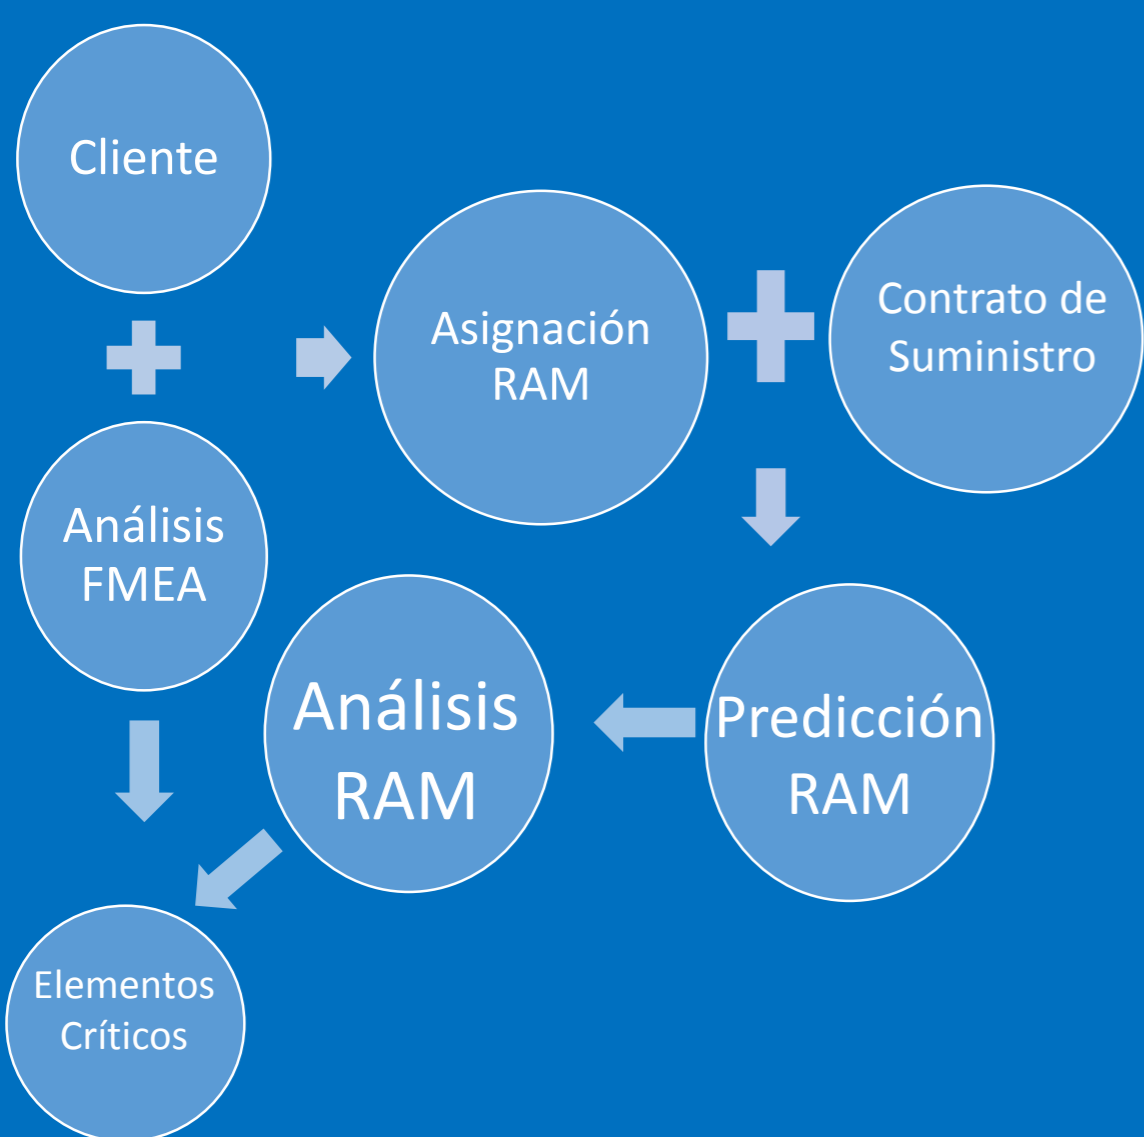 Cliente
Asignación
RAM
Contrato de
Suministro
Análisis
FMEA
Análisis
RAM
Predicción
RAM
Elementos
Críticos